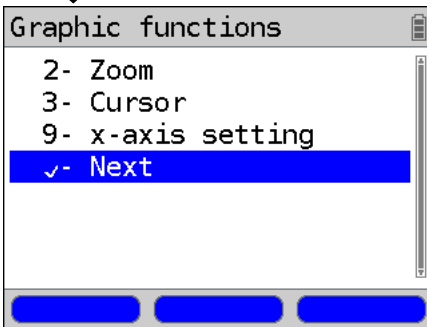 Graphic functions
2- Zoom
3- Cursor
9- x-axis setting
✓- Next